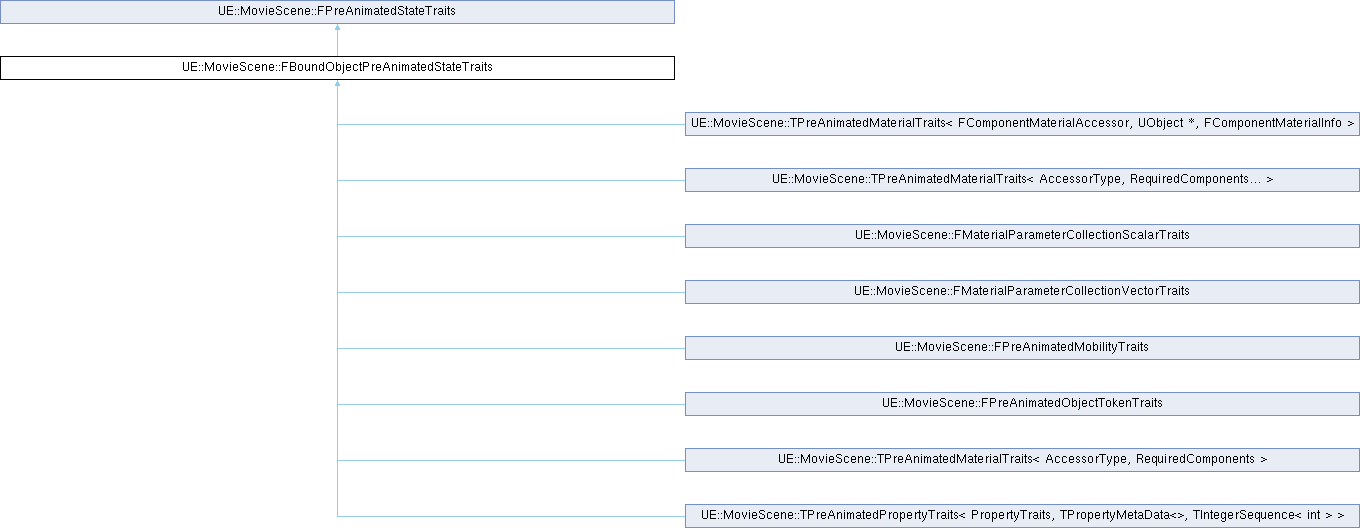 UE::MovieScene::FPreAnimatedStateTraits
UE::MovieScene::FBoundObjectPreAnimatedStateTraits
UE::MovieScene::TPreAnimatedMaterialTraits< FComponentMaterialAccessor, UObject *, FComponentMaterialInfo >
UE::MovieScene::TPreAnimatedMaterialTraits< AccessorType, RequiredComponents... >
UE::MovieScene::FMaterialParameterCollectionScalarTraits
UE::MovieScene::FMaterialParameterCollectionVectorTraits
UE::MovieScene::FPreAnimatedMobilityTraits
UE::MovieScene::FPreAnimatedObjectTokenTraits
UE::MovieScene::TPreAnimatedMaterialTraits< AccessorType, RequiredComponents >
UE::MovieScene::TPreAnimatedPropertyTraits< PropertyTraits, TPropertyMetaData<>, TIntegerSequence< int > >